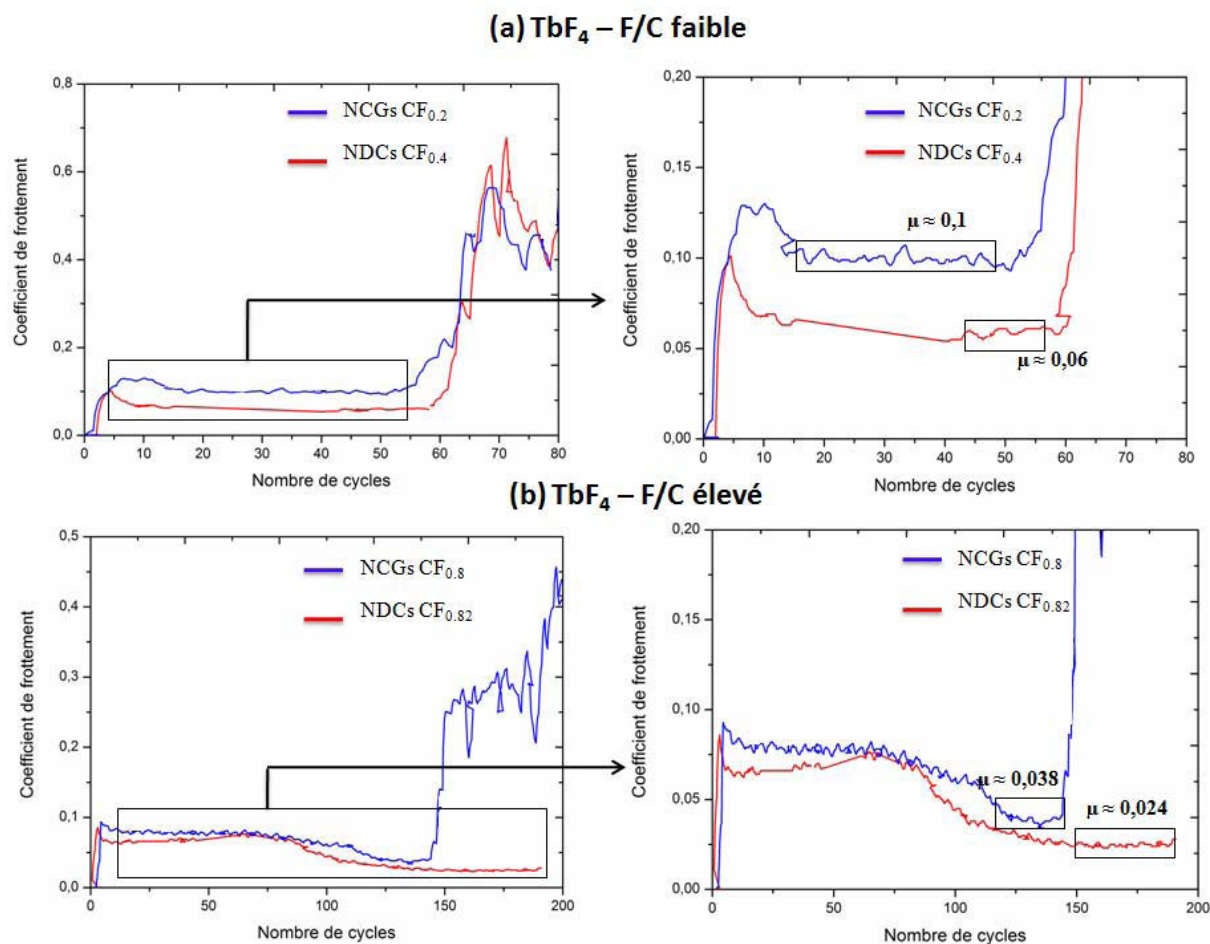 (a) TbF₄ – F/C faible
0,8
0,6
0,4
0,2
0,0
Coefficient de frottement
NCGs CF₀.₂
NDCs CF₀.₄
0 10 20 30 40 50 60 70 80
Nombre de cycles
0,20
0,15
0,10
0,05
0,00
Coefficient de frottement
NCGs CF₀.₂
NDCs CF₀.₄
μ ≈ 0,1
μ ≈ 0,06
0 10 20 30 40 50 60 70 80
Nombre de cycles
(b) TbF₄ – F/C élevé
0,5
0,4
0,3
0,2
0,1
0,0
Coefficient de frottement
NCGs CF₀.₈
NDCs CF₀.₈₂
0 50 100 150 200
Nombre de cycles
0,20
0,15
0,10
0,05
0,00
Coefficient de frottement
NCGs CF₀.₈
NDCs CF₀.₈₂
μ ≈ 0,038
μ ≈ 0,024
0 50 100 150 200
Nombre de cycles